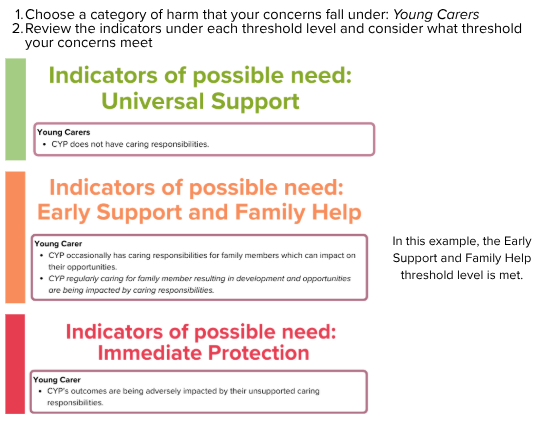 1. Choose a category of harm that your concerns fall under: Young Carers
2. Review the indicators under each threshold level and consider what threshold
your concerns meet
Indicators of possible need:
Universal Support
Young Carers
• CYP does not have caring responsibilities.
Indicators of possible need:
Early Support and Family Help
Young Carer
• CYP occasionally has caring responsibilities for family members which can impact on
their opportunities.
• CYP regularly caring for family member resulting in development and opportunities
are being impacted by caring responsibilities.
In this example, the Early
Support and Family Help
threshold level is met.
Indicators of possible need:
Immediate Protection
Young Carer
• CYP's outcomes are being adversely impacted by their unsupported caring
responsibilities.